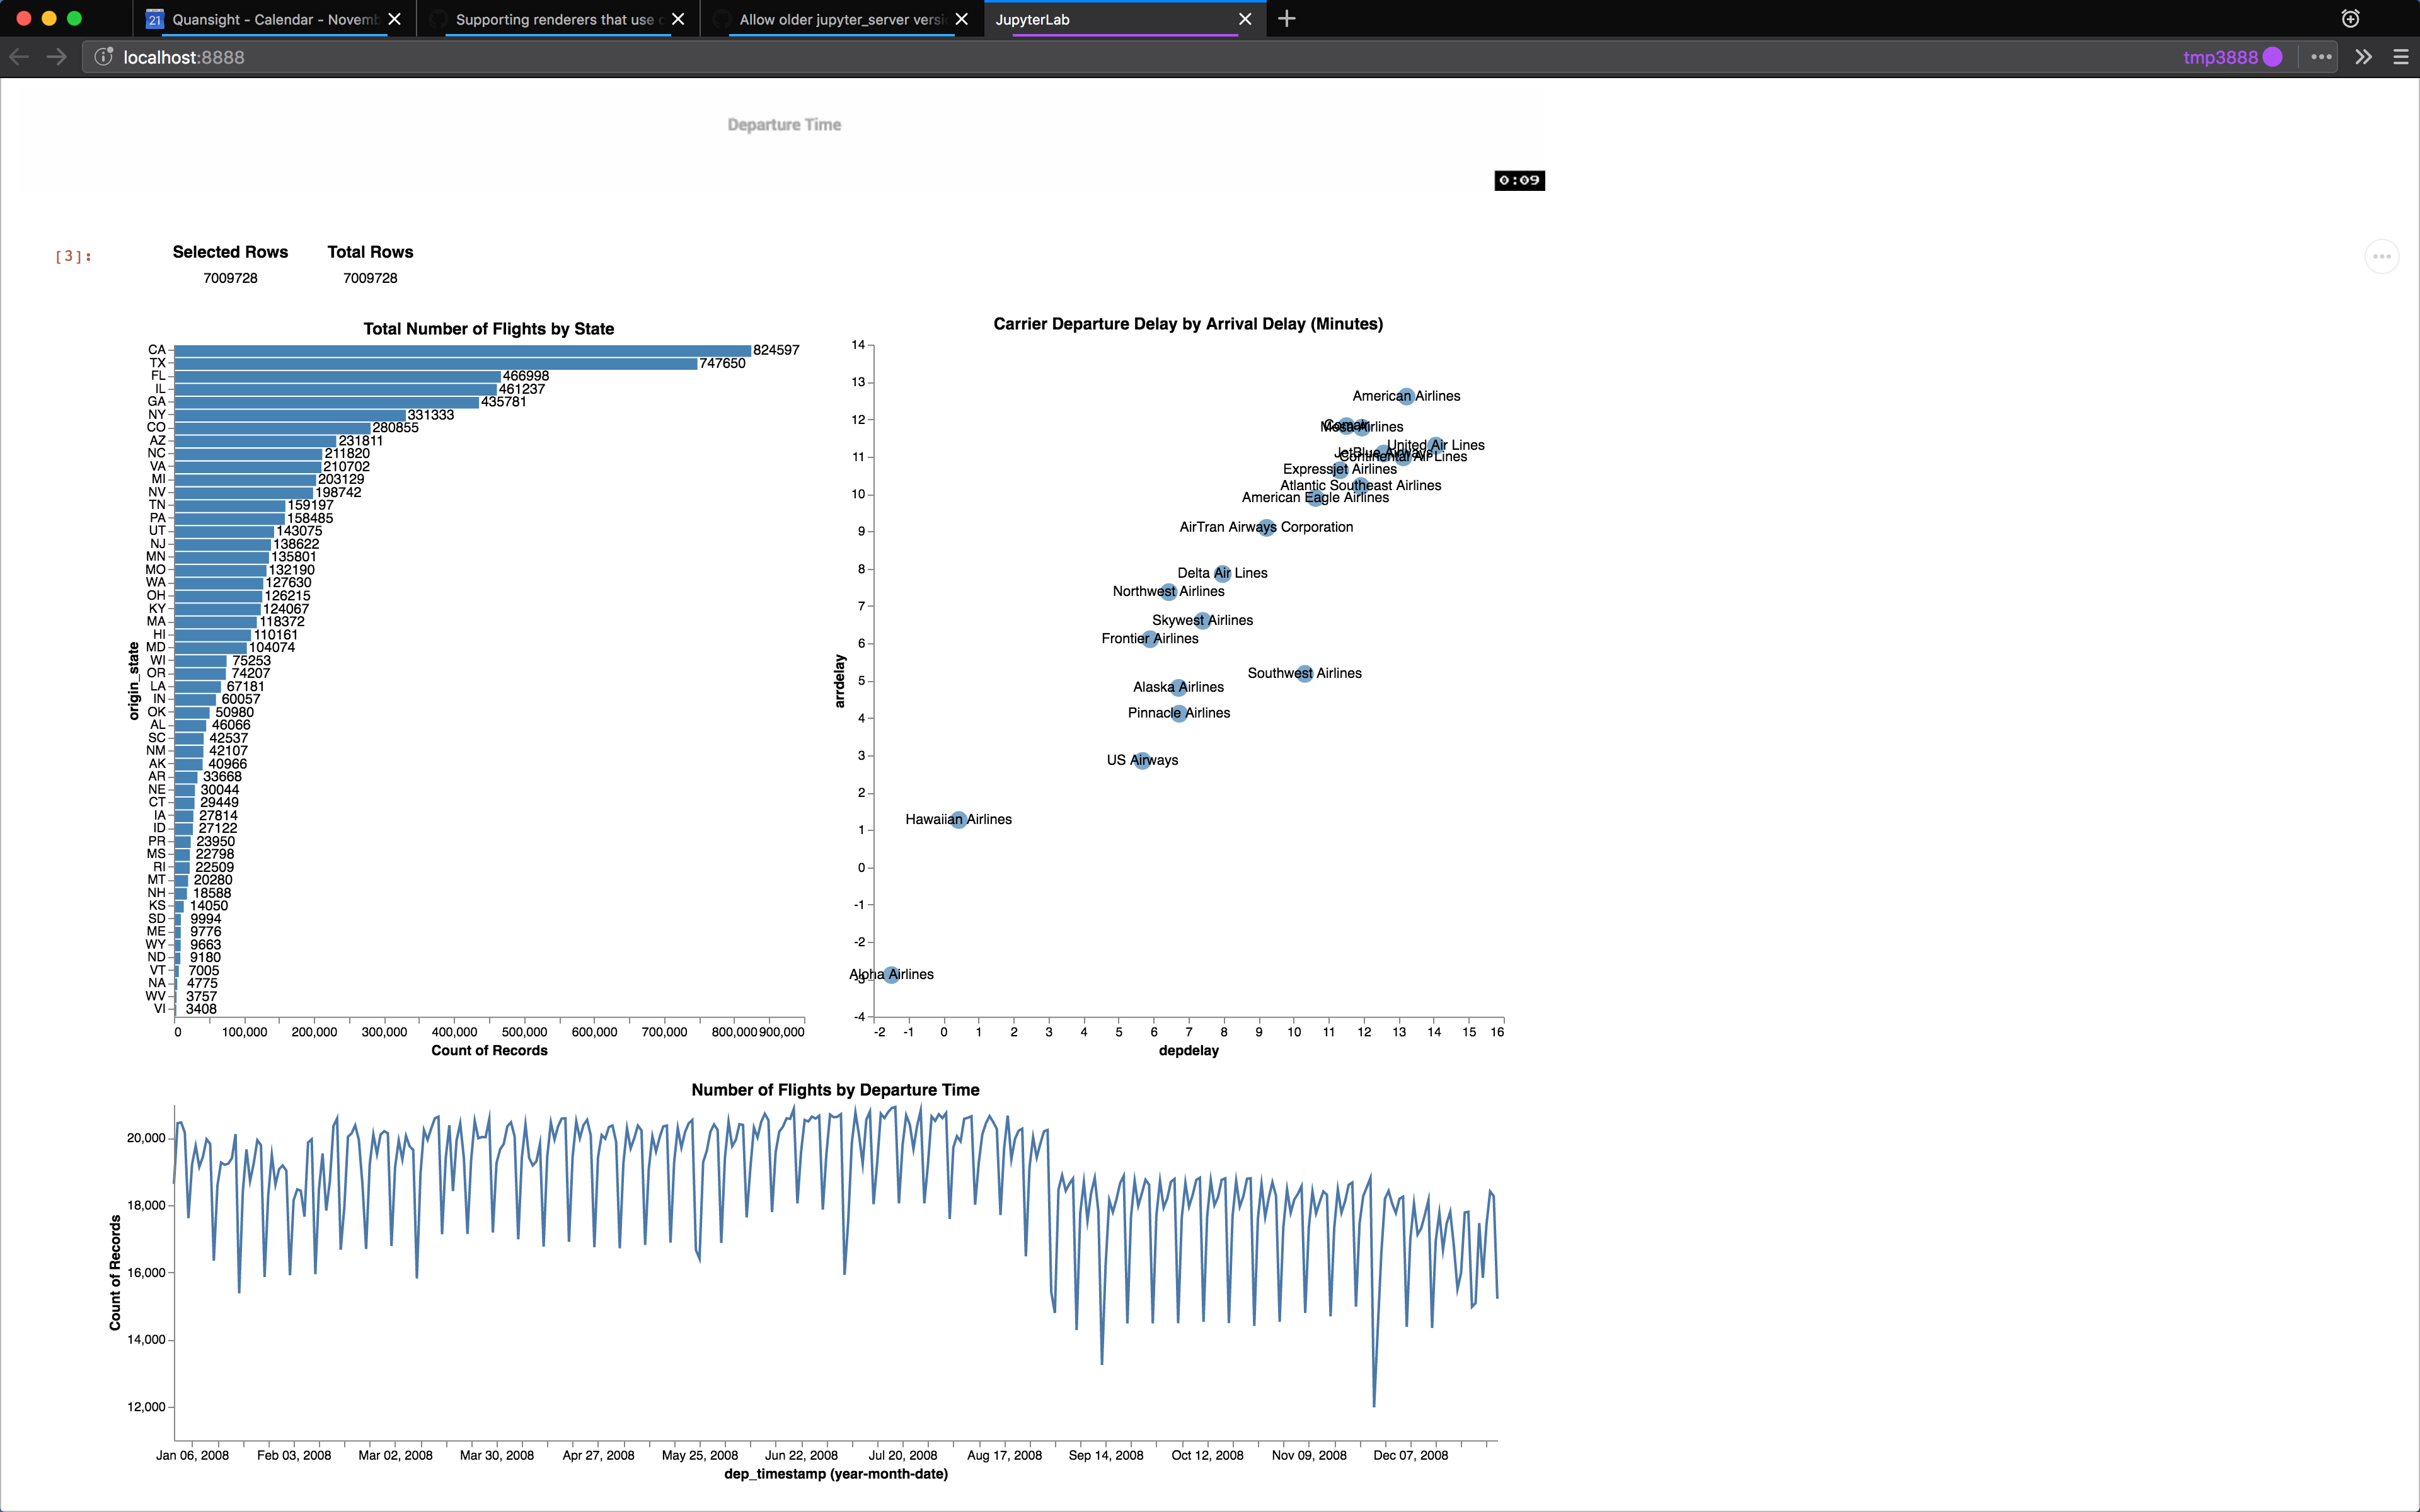 Quansight - Calendar - Novemb
Supporting renderers that use
Allow older jupyter_server versi
JupyterLab
localhost:8888
tmp3888
Departure Time
0:09
[3]:
Selected Rows Total Rows
7009728 7009728
Total Number of Flights by State
CA 824597
TX 747650
FL 466998
IL 461237
GA 435781
NY 331333
CO 280855
AZ 231811
NC 211820
VA 210702
MI 203129
NV 198742
TN 159197
PA 158485
UT 143075
NJ 138622
MN 135801
MO 132190
WA 127630
OH 126215
KY 124067
MA 118372
HI 110161
MD 104074
WI 75253
OR 74207
LA 67181
IN 60057
OK 50980
AL 46066
SC 42537
NM 42107
AK 40966
AR 33668
NE 30044
CT 29449
IA 27814
ID 27122
PR 23950
MS 22798
RI 22509
MT 20280
NH 18588
KS 14050
SD 9994
ME 9776
WY 9663
ND 9180
VT 7005
NA 4775
WV 3757
VI 3408
origin_state
0 100,000 200,000 300,000 400,000 500,000 600,000 700,000 800,000 900,000
Count of Records
Carrier Departure Delay by Arrival Delay (Minutes)
14
13
12
11
10
9
8
7
6
5
4
3
2
1
0
-1
-2
-3
-4
arrdelay
American Airlines
Comair
Mesa Airlines
United Air Lines
JetBlue Airways
Continental Air Lines
Expressjet Airlines
Atlantic Southeast Airlines
American Eagle Airlines
AirTran Airways Corporation
Delta Air Lines
Northwest Airlines
Skywest Airlines
Frontier Airlines
Southwest Airlines
Alaska Airlines
Pinnacle Airlines
US Airways
Hawaiian Airlines
Aloha Airlines
-2 -1 0 1 2 3 4 5 6 7 8 9 10 11 12 13 14 15 16
depdelay
Number of Flights by Departure Time
20,000
18,000
16,000
14,000
12,000
Count of Records
Jan 06, 2008 Feb 03, 2008 Mar 02, 2008 Mar 30, 2008 Apr 27, 2008 May 25, 2008 Jun 22, 2008 Jul 20, 2008 Aug 17, 2008 Sep 14, 2008 Oct 12, 2008 Nov 09, 2008 Dec 07, 2008
dep_timestamp (year-month-date)